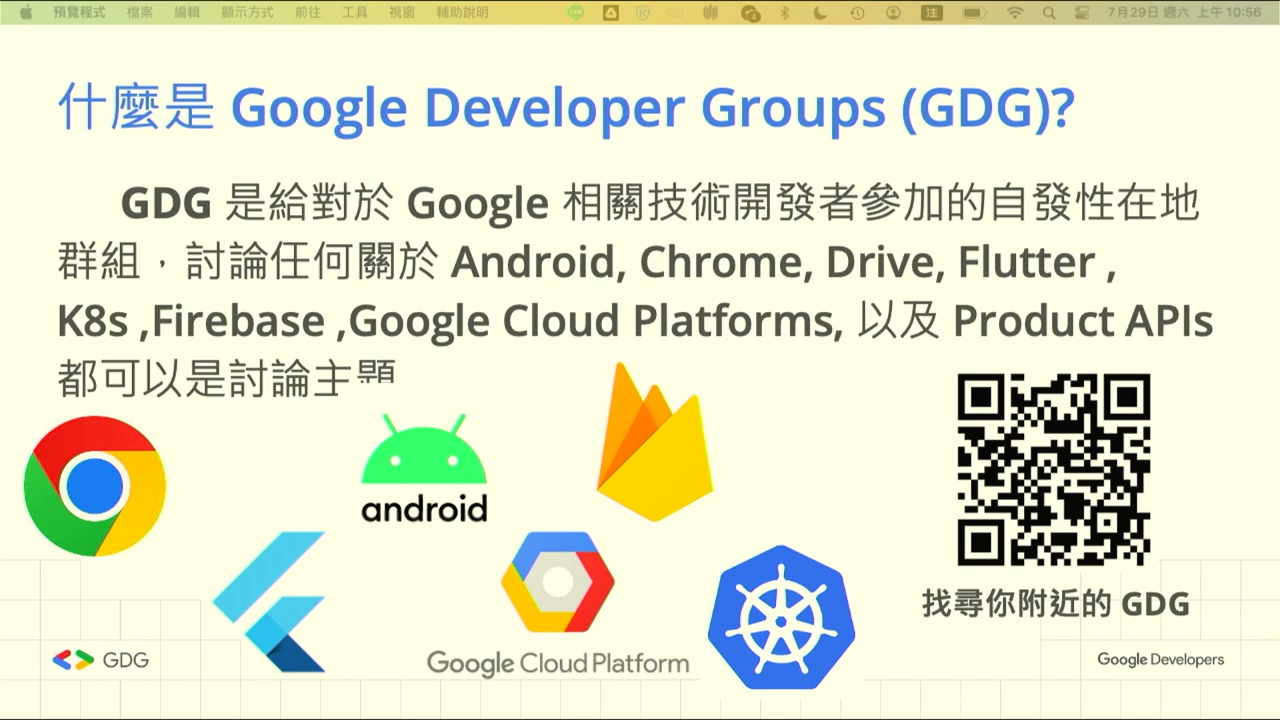 預覽程式 檔案 編輯 顯示方式 前往 工具 視窗 輔助說明 注 7月29日 週六 上午10:56
什麼是 Google Developer Groups (GDG)?
GDG 是給對於 Google 相關技術開發者參加的自發性在地
群組，討論任何關於 Android, Chrome, Drive, Flutter ,
K8s ,Firebase ,Google Cloud Platforms, 以及 Product APIs
都可以是討論主題
android
找尋你附近的 GDG
GDG
Google Cloud Platform
Google Developers